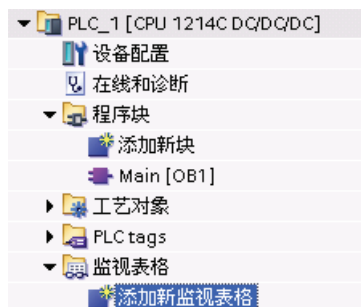 PLC_1 [CPU 1214C DC/DC/DC]
设备配置
在线和诊断
程序块
添加新块
Main [OB1]
工艺对象
PLC tags
监视表格
添加新监视表格